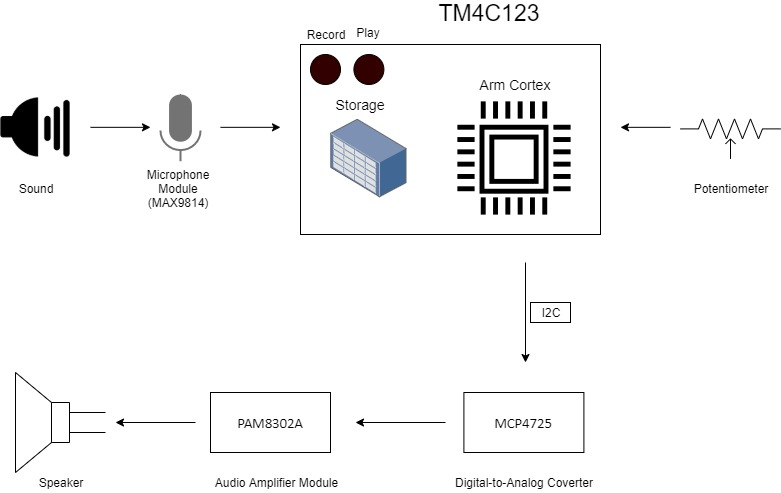 TM4C123
Record
Play
Storage
Arm Cortex
Sound
Microphone
Module
(MAX9814)
Potentiometer
I2C
PAM8302A
MCP4725
Speaker
Audio Amplifier Module
Digital-to-Analog Coverter